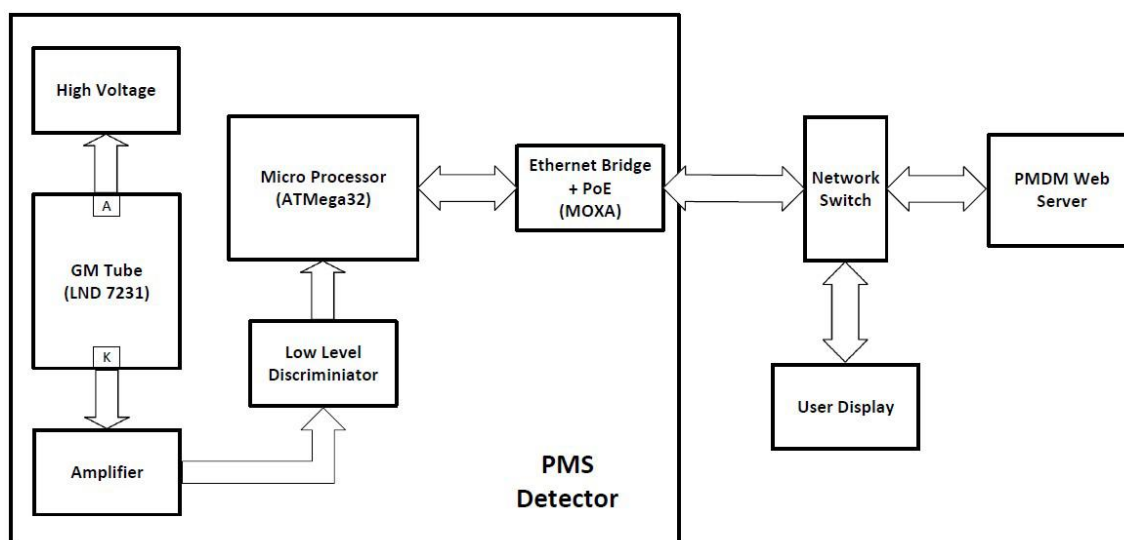 High Voltage
A
GM Tube
(LND 7231)
K
Amplifier
Micro Processor
(ATMega32)
Low Level
Discriminiator
Ethernet Bridge
+ PoE
(MOXA)
PMS
Detector
Network
Switch
PMDM Web
Server
User Display